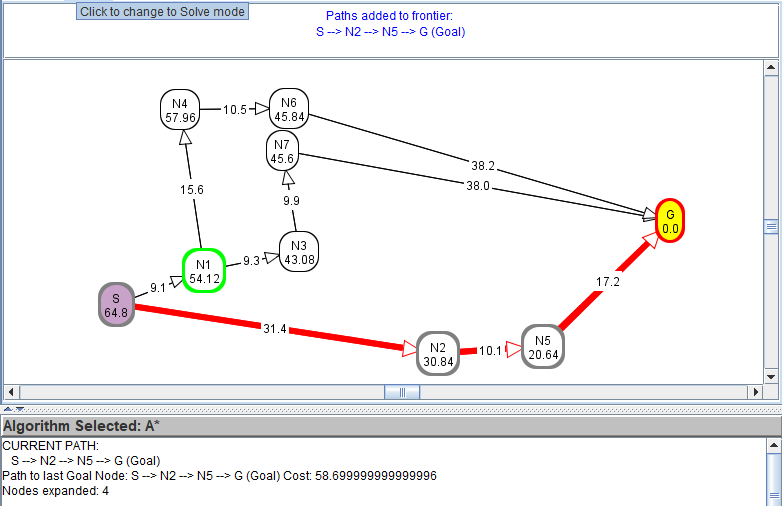 Click to change to Solve mode
Paths added to frontier:
S --> N2 --> N5 --> G (Goal)
N4
57.96
10.5
N6
45.84
N7
45.6
38.2
38.0
15.6
9.9
G
0.0
N1
54.12
9.3
N3
43.08
9.1
S
64.8
17.2
31.4
N2
30.84
10.1
N5
20.64
Algorithm Selected: A*
CURRENT PATH:
S --> N2 --> N5 --> G (Goal)
Path to last Goal Node: S --> N2 --> N5 --> G (Goal) Cost: 58.699999999999996
Nodes expanded: 4